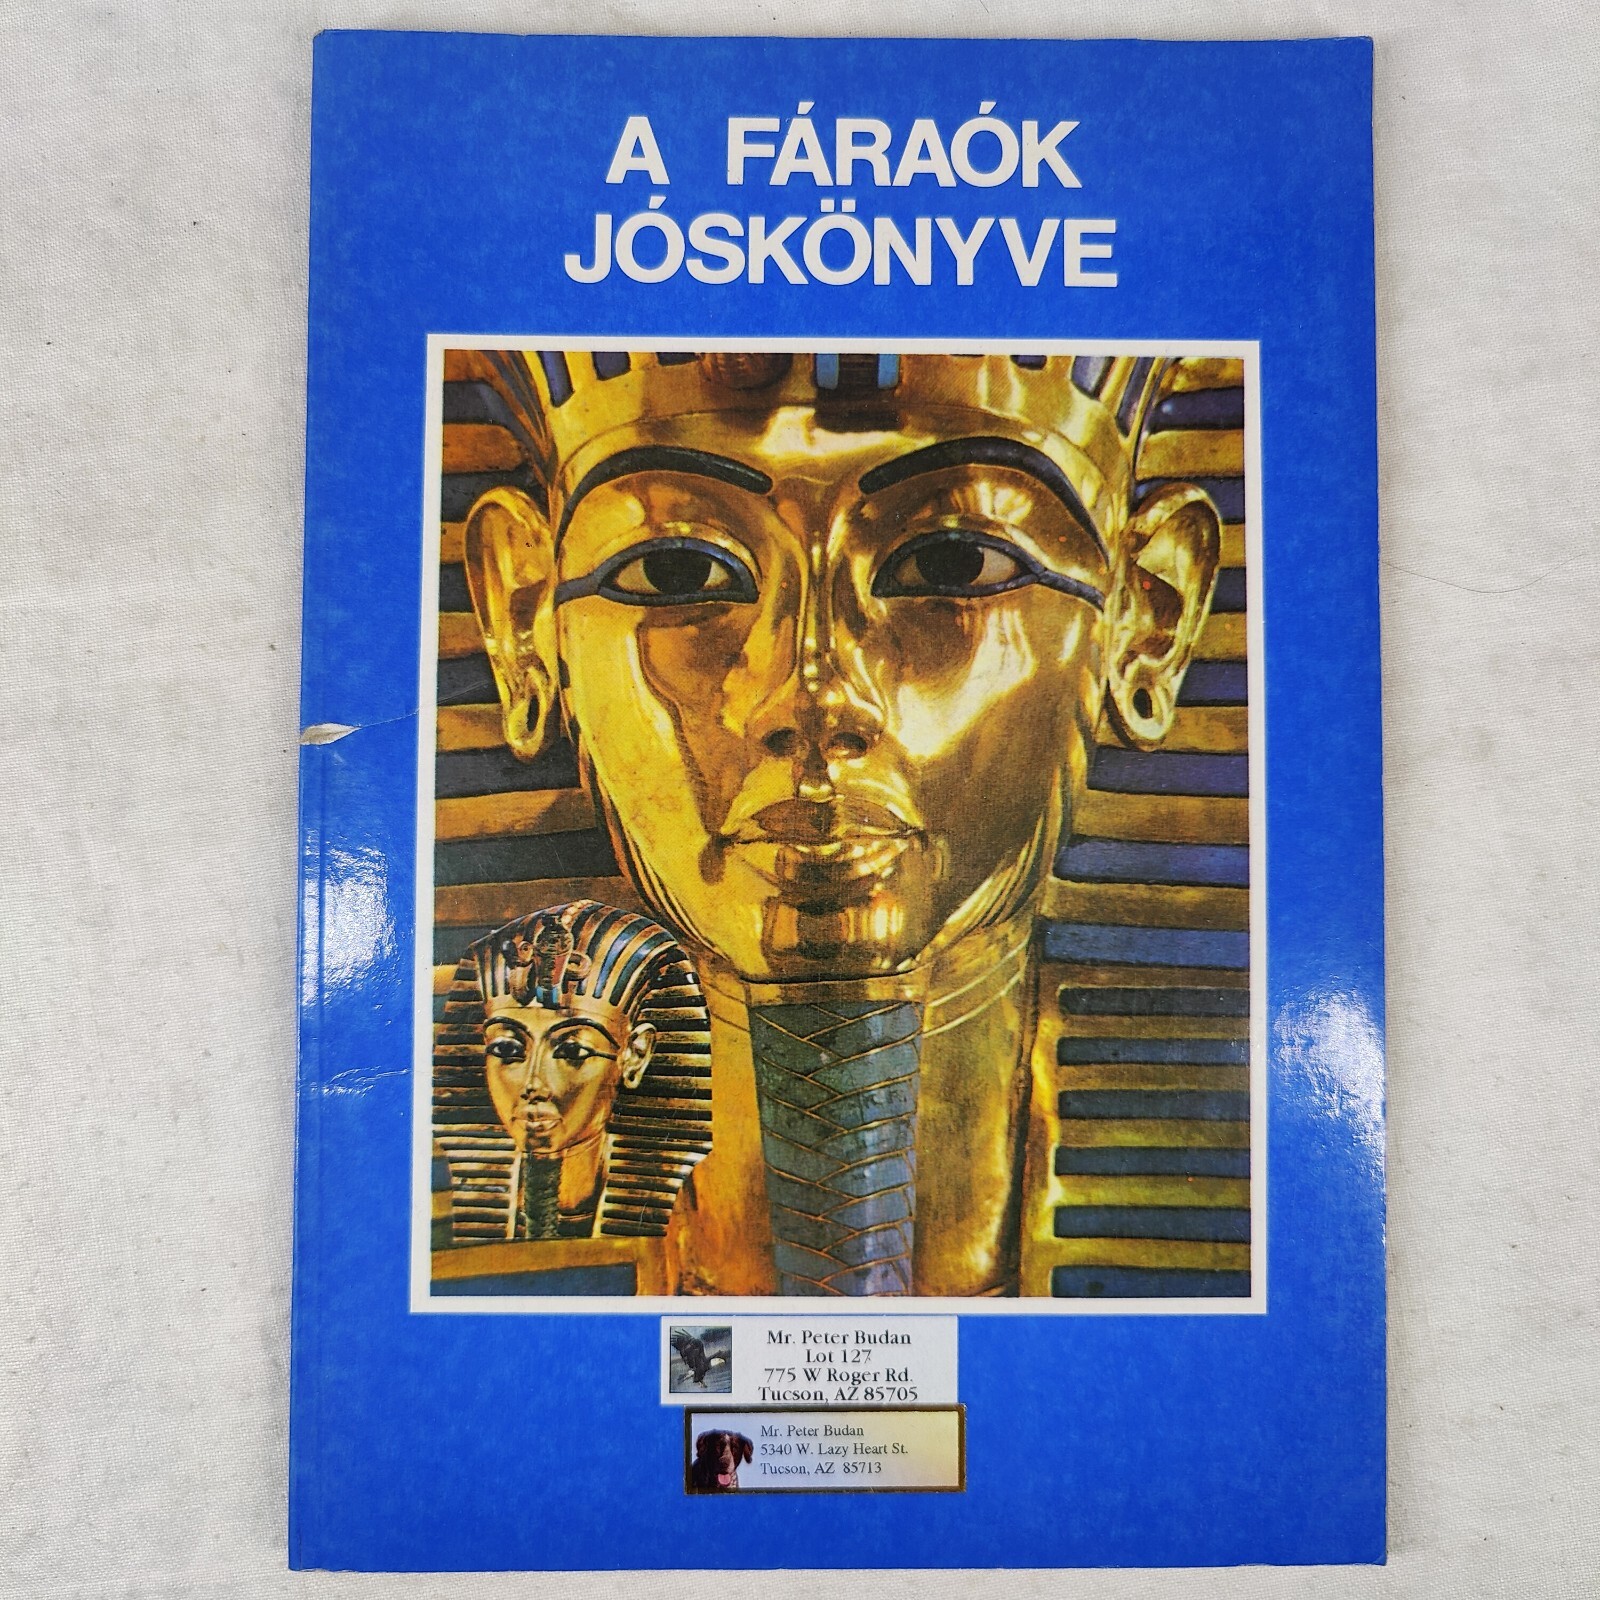 A FÁRAÓK
JÓSKÖNYVE
Mr. Peter Budan
Lot 127
775 W Roger Rd.
Tucson, AZ 85705
Mr. Peter Budan
5340 W. Lazy Heart St.
Tucson, AZ 85713